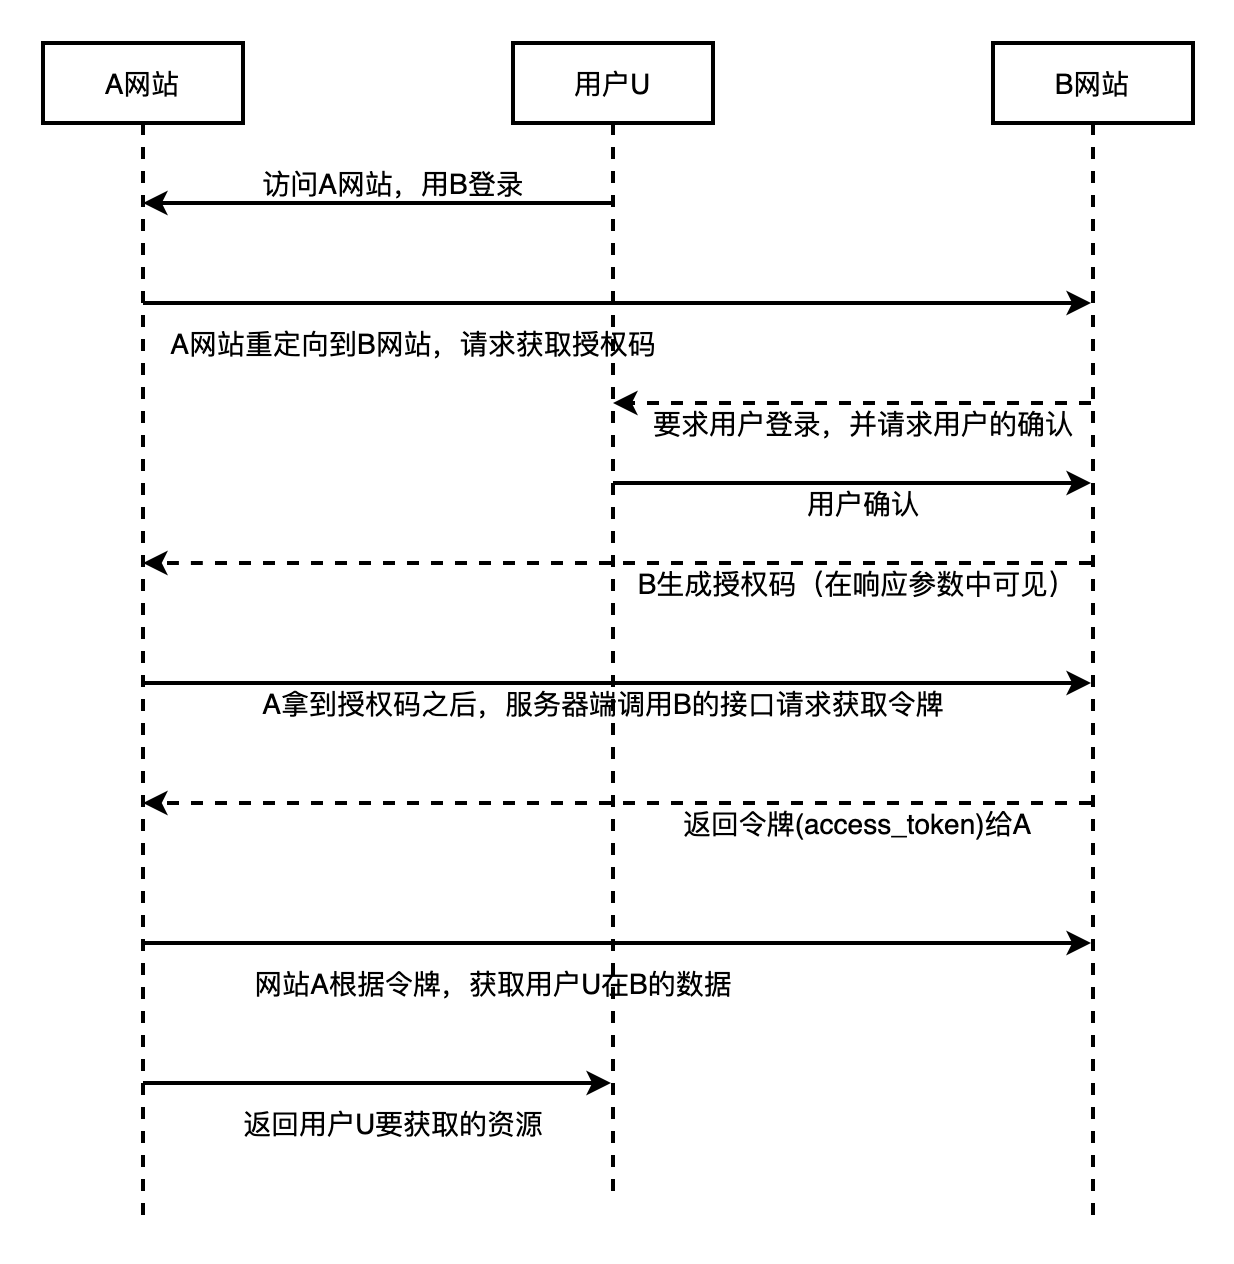 A网站
用户U
B网站
访问A网站，用B登录
A网站重定向到B网站，请求获取授权码
要求用户登录，并请求用户的确认
用户确认
B生成授权码（在响应参数中可见）
A拿到授权码之后，服务器端调用B的接口请求获取令牌
返回令牌(access_token)给A
网站A根据令牌，获取用户U在B的数据
返回用户U要获取的资源